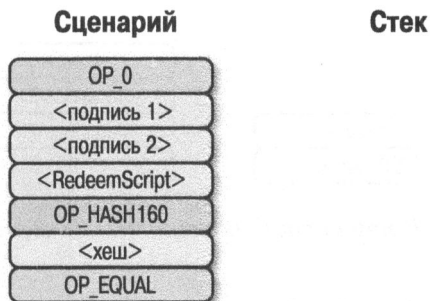 Сценарий Стек
OP_0
<подпись 1>
<подпись 2>
<RedeemScript>
OP_HASH160
<хеш>
OP_EQUAL